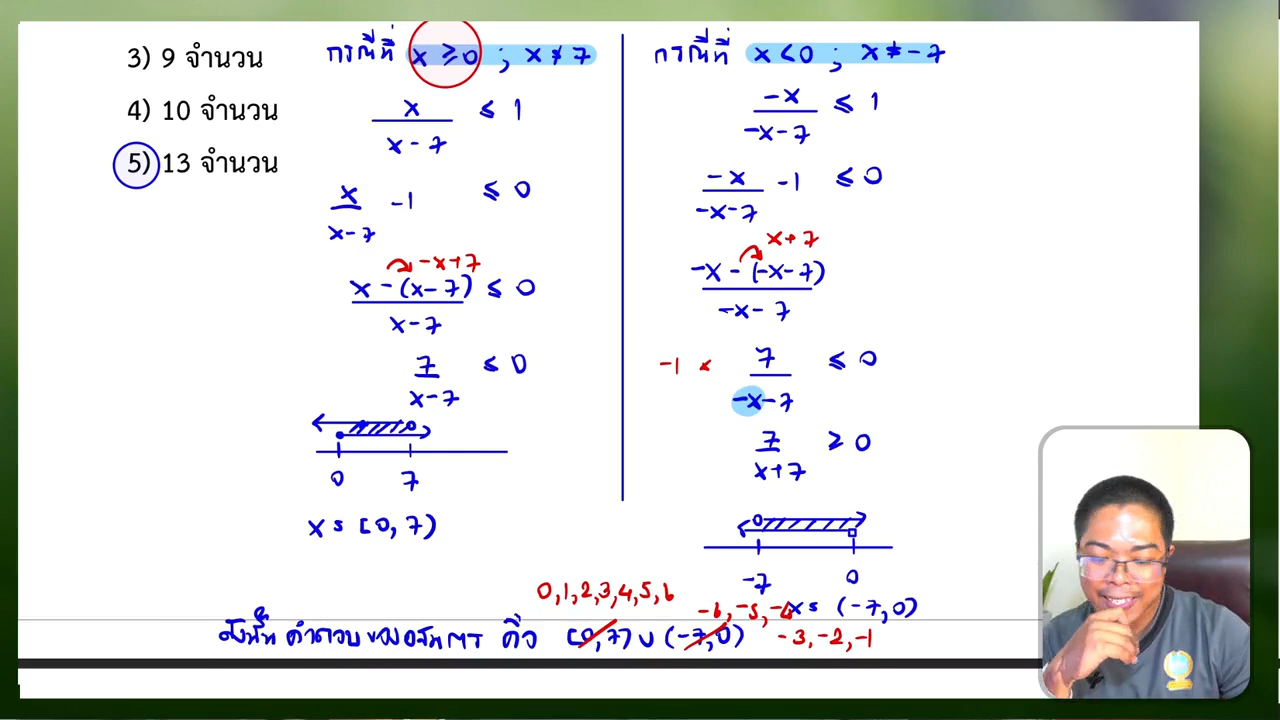 3) 9 จำนวน
4) 10 จำนวน
5) 13 จำนวน
กรณีที่ x ≥ 0 ; x ≠ 7
x/(x-7) ≤ 1
x/(x-7) -1 ≤ 0
-x+7
(x-(x-7))/(x-7) ≤ 0
7/(x-7) ≤ 0
0 7
x = [0,7)
กรณีที่ x < 0 ; x ≠ -7
-x/(-x-7) ≤ 1
-x/(-x-7) -1 ≤ 0
x+7
(-x-(-x-7))/(-x-7)
-1 × 7/(-x-7) ≤ 0
7/(x+7) ≥ 0
-7 0
x = (-7,0)
0,1,2,3,4,5,6
-6,-5,-4
ดังนั้น คำตอบของอสมการ คือ [0,7) ∪ (-7,0) -3,-2,-1